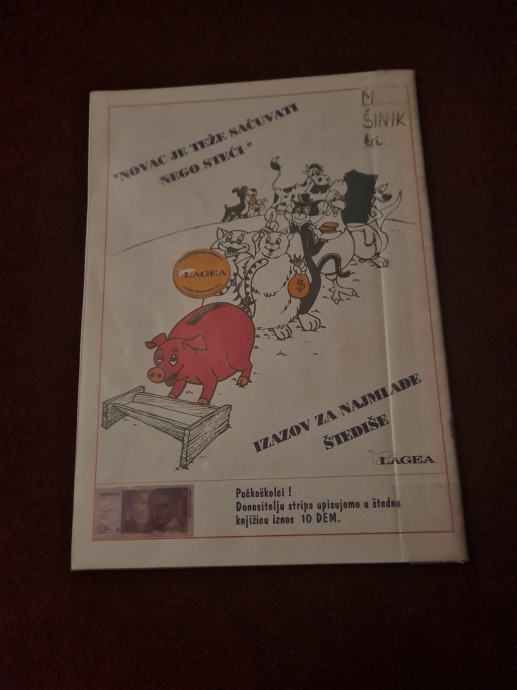 M
ŠINIK
tri
"NOVAC JE TEŽE SAČUVATI
NEGO STEĆI"
LAGEA
$
IZAZOV ZA NAJMLAĐE
ŠTEDIŠE
LAGEA
Pučkoškolci !
Donositelju stripa upisujemo u štednu
knjižicu iznos 10 DEM.